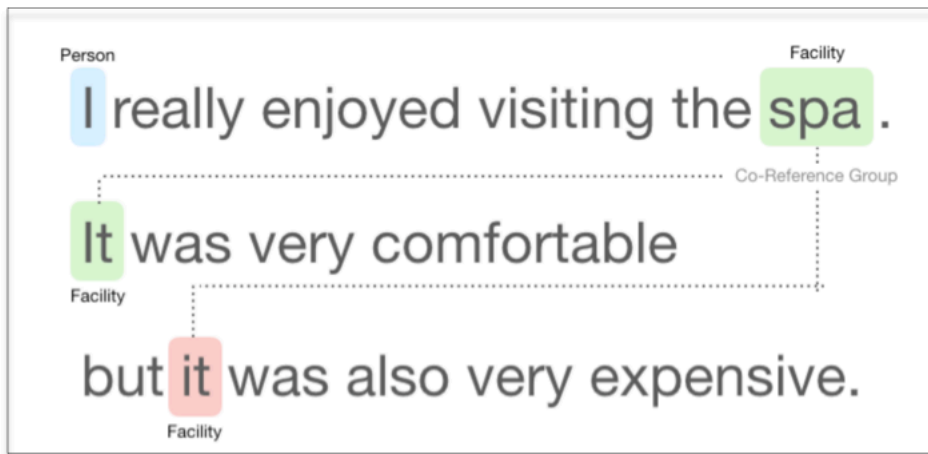 Person
Facility
I really enjoyed visiting the spa .
Co-Reference Group
It was very comfortable
Facility
but it was also very expensive.
Facility